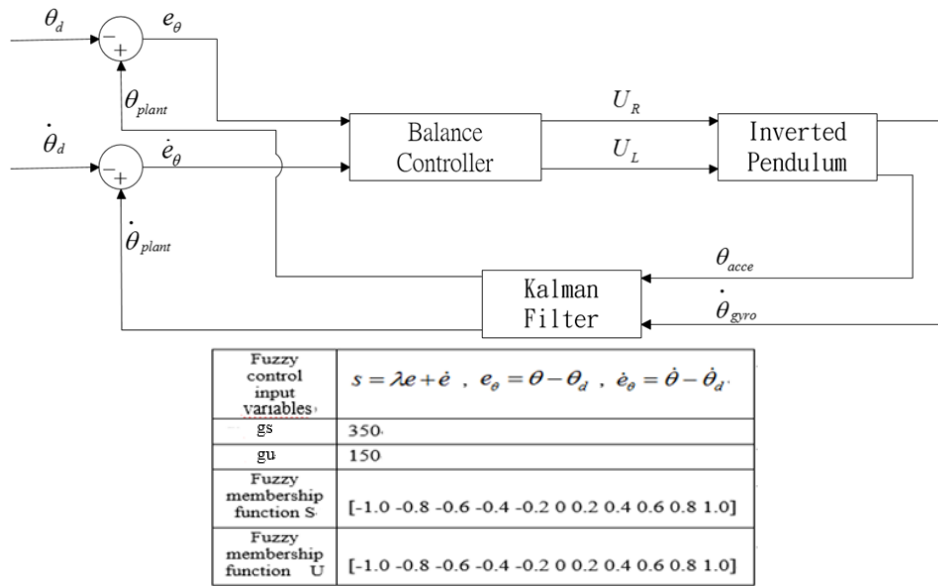 θ_d
e_θ
− +
θ_plant
θ̇_d
ė_θ
− +
θ̇_plant
Balance
Controller
U_R
U_L
Inverted
Pendulum
θ_acce
θ̇_gyro
Kalman
Filter
Fuzzy
control
input
variables
s = λe + ė , e_θ = θ − θ_d , ė_θ = θ̇ − θ̇_d
gs
350
gu
150
Fuzzy
membership
function S
[-1.0 -0.8 -0.6 -0.4 -0.2 0 0.2 0.4 0.6 0.8 1.0]
Fuzzy
membership
function U
[-1.0 -0.8 -0.6 -0.4 -0.2 0 0.2 0.4 0.6 0.8 1.0]